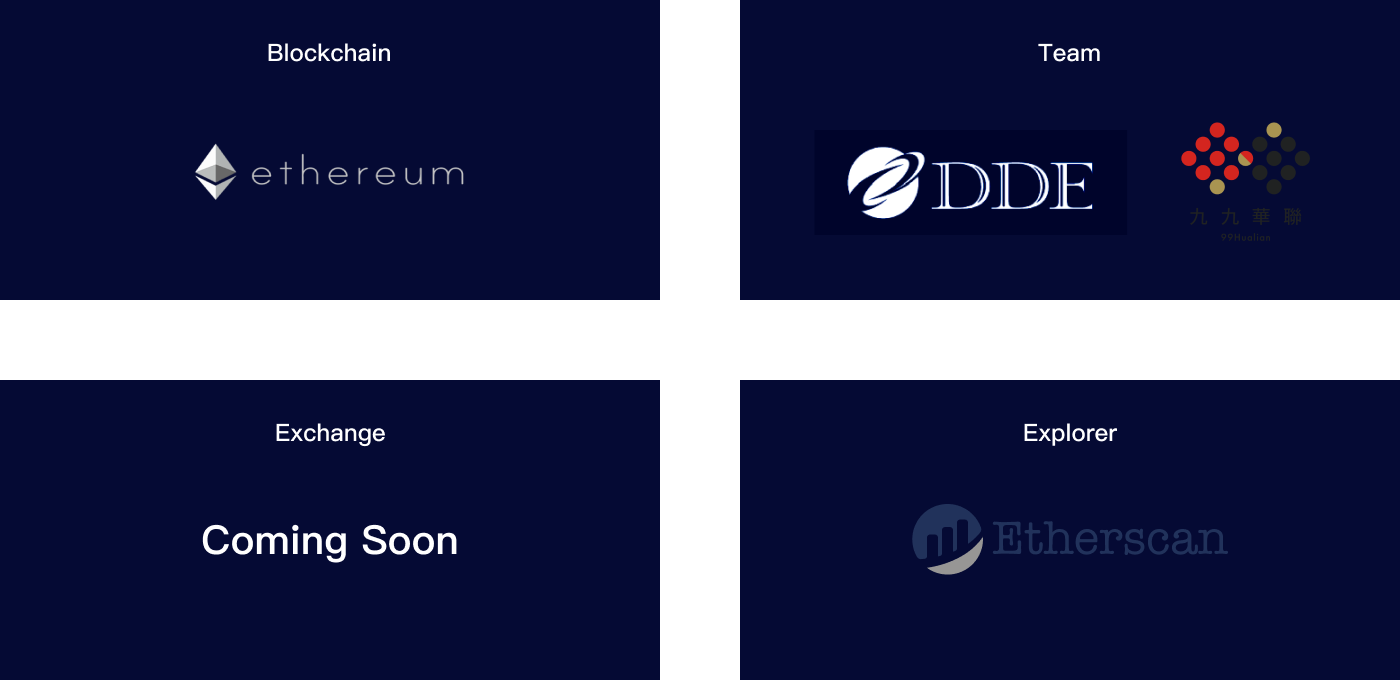 Blockchain
ethereum
Team
DDE
九九華聯
99Hualian
Exchange
Coming Soon
Explorer
Etherscan